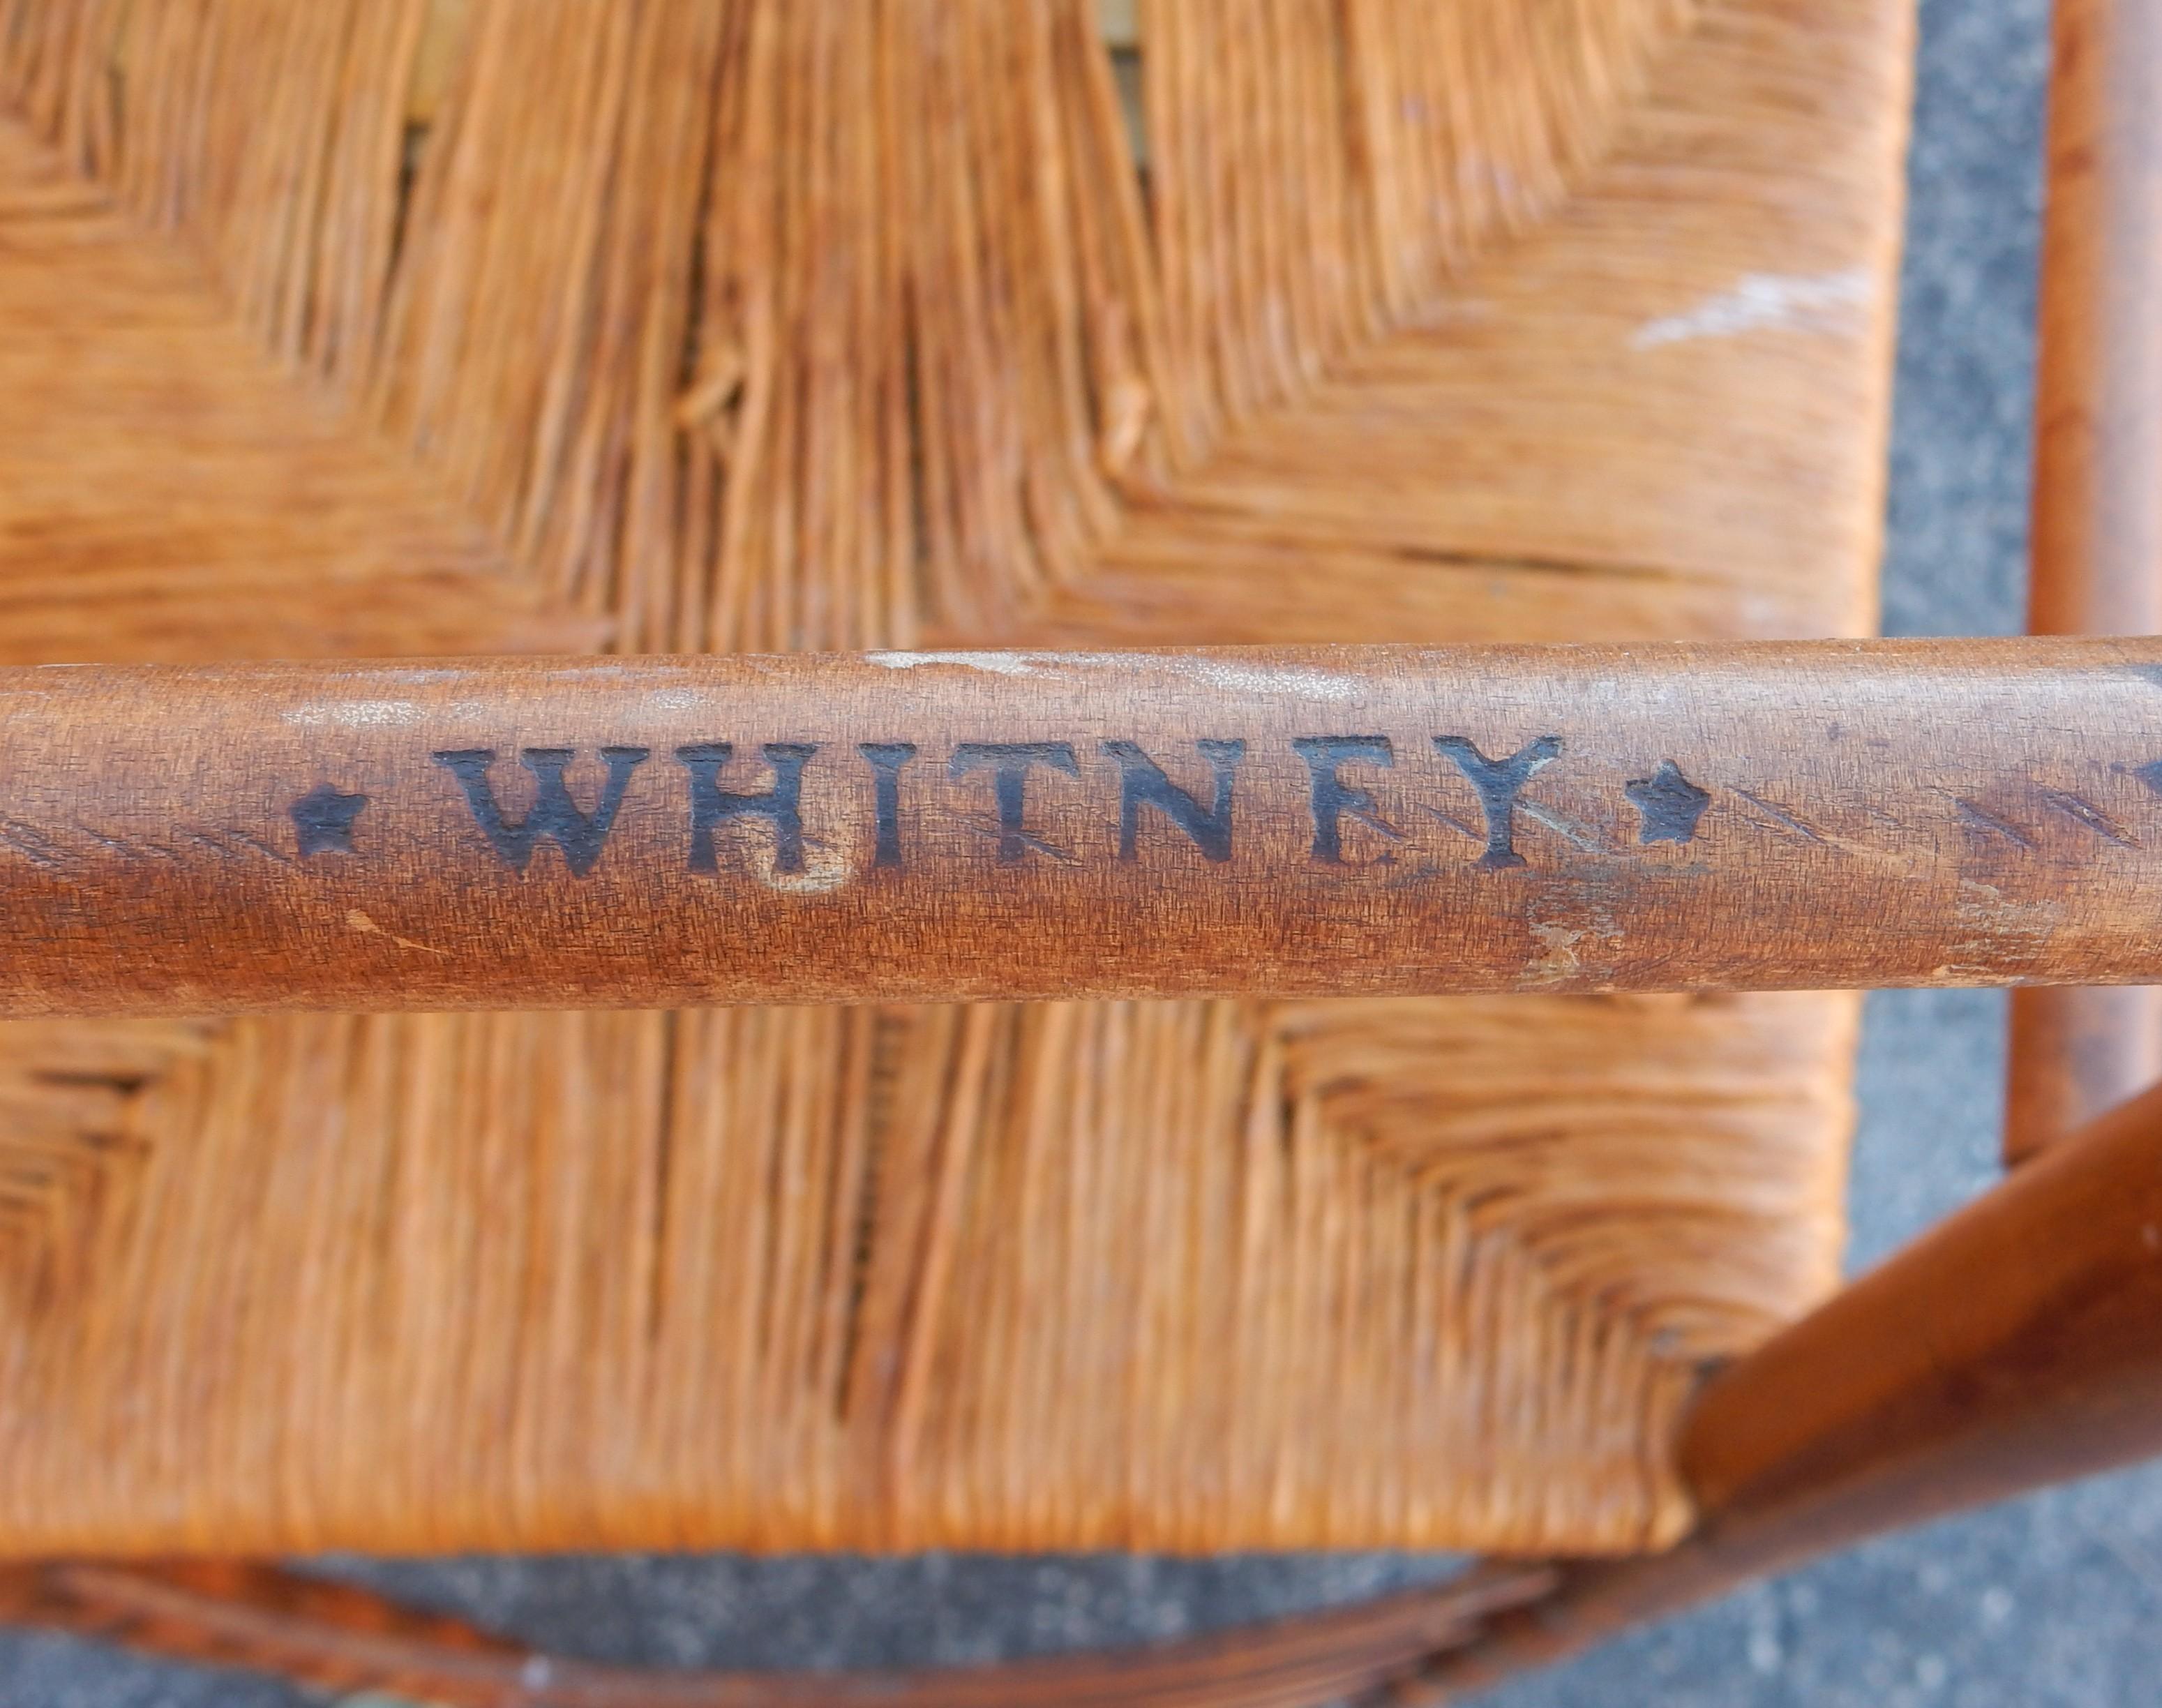 ★ WHITNEY ★